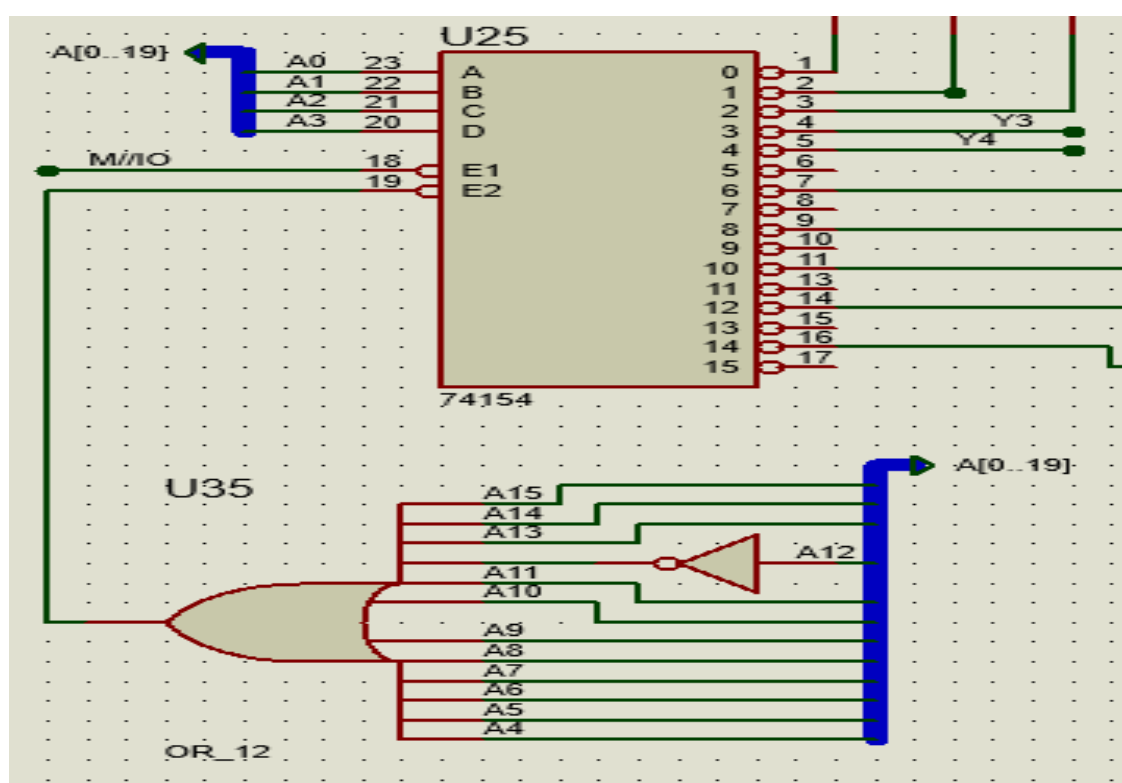 U25
A[0..19]
A0 23 A 0 1
A1 22 B 1 2
A2 21 C 2 3
A3 20 D 3 4 Y3
4 5 Y4
M//IO 18 E1 5 6
19 E2 6 7
7 8
8 9
9 10
10 11
11 13
12 14
13 15
14 16
15 17
74154
A[0..19]
U35
A15
A14
A13
A12
A11
A10
A9
A8
A7
A6
A5
A4
OR_12